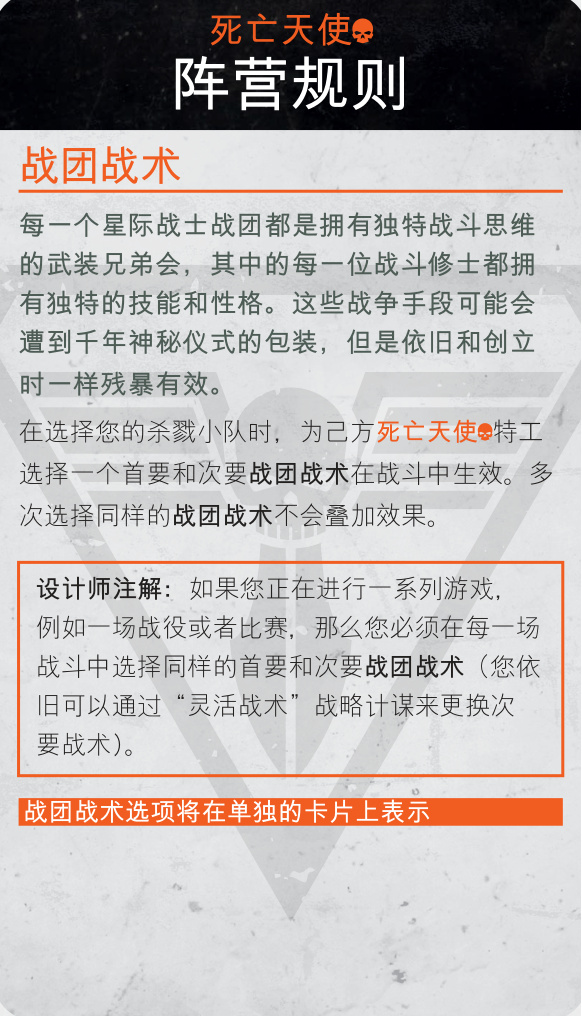 死亡天使
阵营规则
战团战术
每一个星际战士战团都是拥有独特战斗思维
的武装兄弟会，其中的每一位战斗修士都拥
有独特的技能和性格。这些战争手段可能会
遭到千年神秘仪式的包装，但是依旧和创立
时一样残暴有效。
在选择您的杀戮小队时，为己方死亡天使特工
选择一个首要和次要战团战术在战斗中生效。多
次选择同样的战团战术不会叠加效果。
设计师注解：如果您正在进行一系列游戏，
例如一场战役或者比赛，那么您必须在每一场
战斗中选择同样的首要和次要战团战术（您依
旧可以通过“灵活战术”战略计谋来更换次
要战术）。
战团战术选项将在单独的卡片上表示